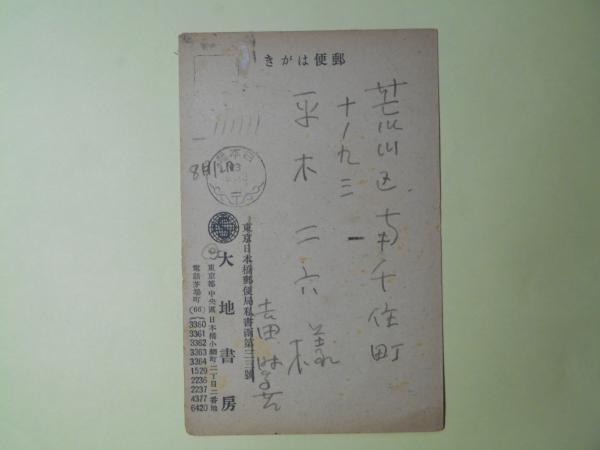 郵便はがき
荒川区南千住町
十ノ九三一
平木二六様
日本橋
8月12日
東京日本橋郵便局私書函第三三號
大地書房
東京都中央區日本橋小網町二丁目二番地
電話茅場町(66)
3360
3361
3362
3363
3364
1529
2236
2237
4377
6420
吉田